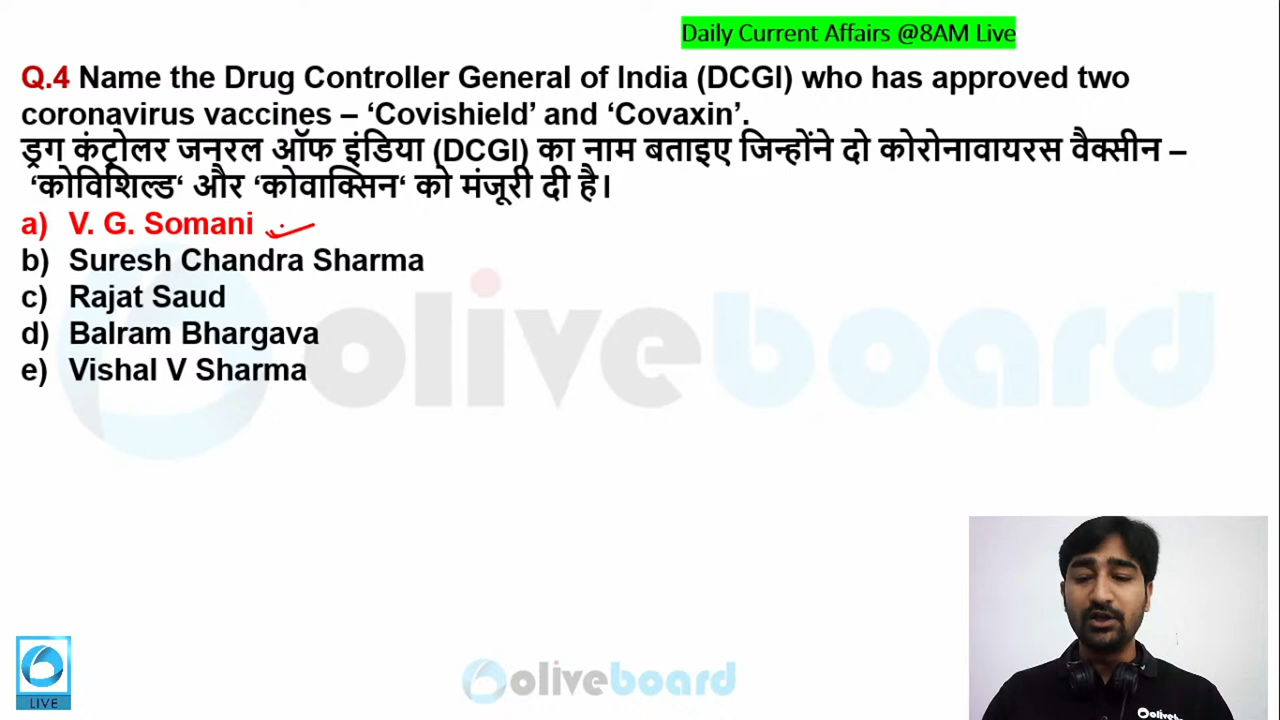 Daily Current Affairs @8AM Live
Q.4 Name the Drug Controller General of India (DCGI) who has approved two
coronavirus vaccines – ‘Covishield’ and ‘Covaxin’.
ड्रग कंट्रोलर जनरल ऑफ इंडिया (DCGI) का नाम बताइए जिन्होंने दो कोरोनावायरस वैक्सीन –
‘कोविशिल्ड‘ और ‘कोवाक्सिन‘ को मंजूरी दी है।
a) V. G. Somani
b) Suresh Chandra Sharma
c) Rajat Saud
d) Balram Bhargava
e) Vishal V Sharma
oliveboard
LIVE
oliveboard